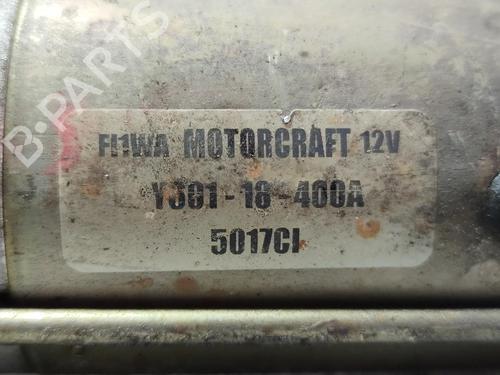 B-PARTS
FI1WA MOTORCRAFT 12V
Y601-18-400A
5017CI